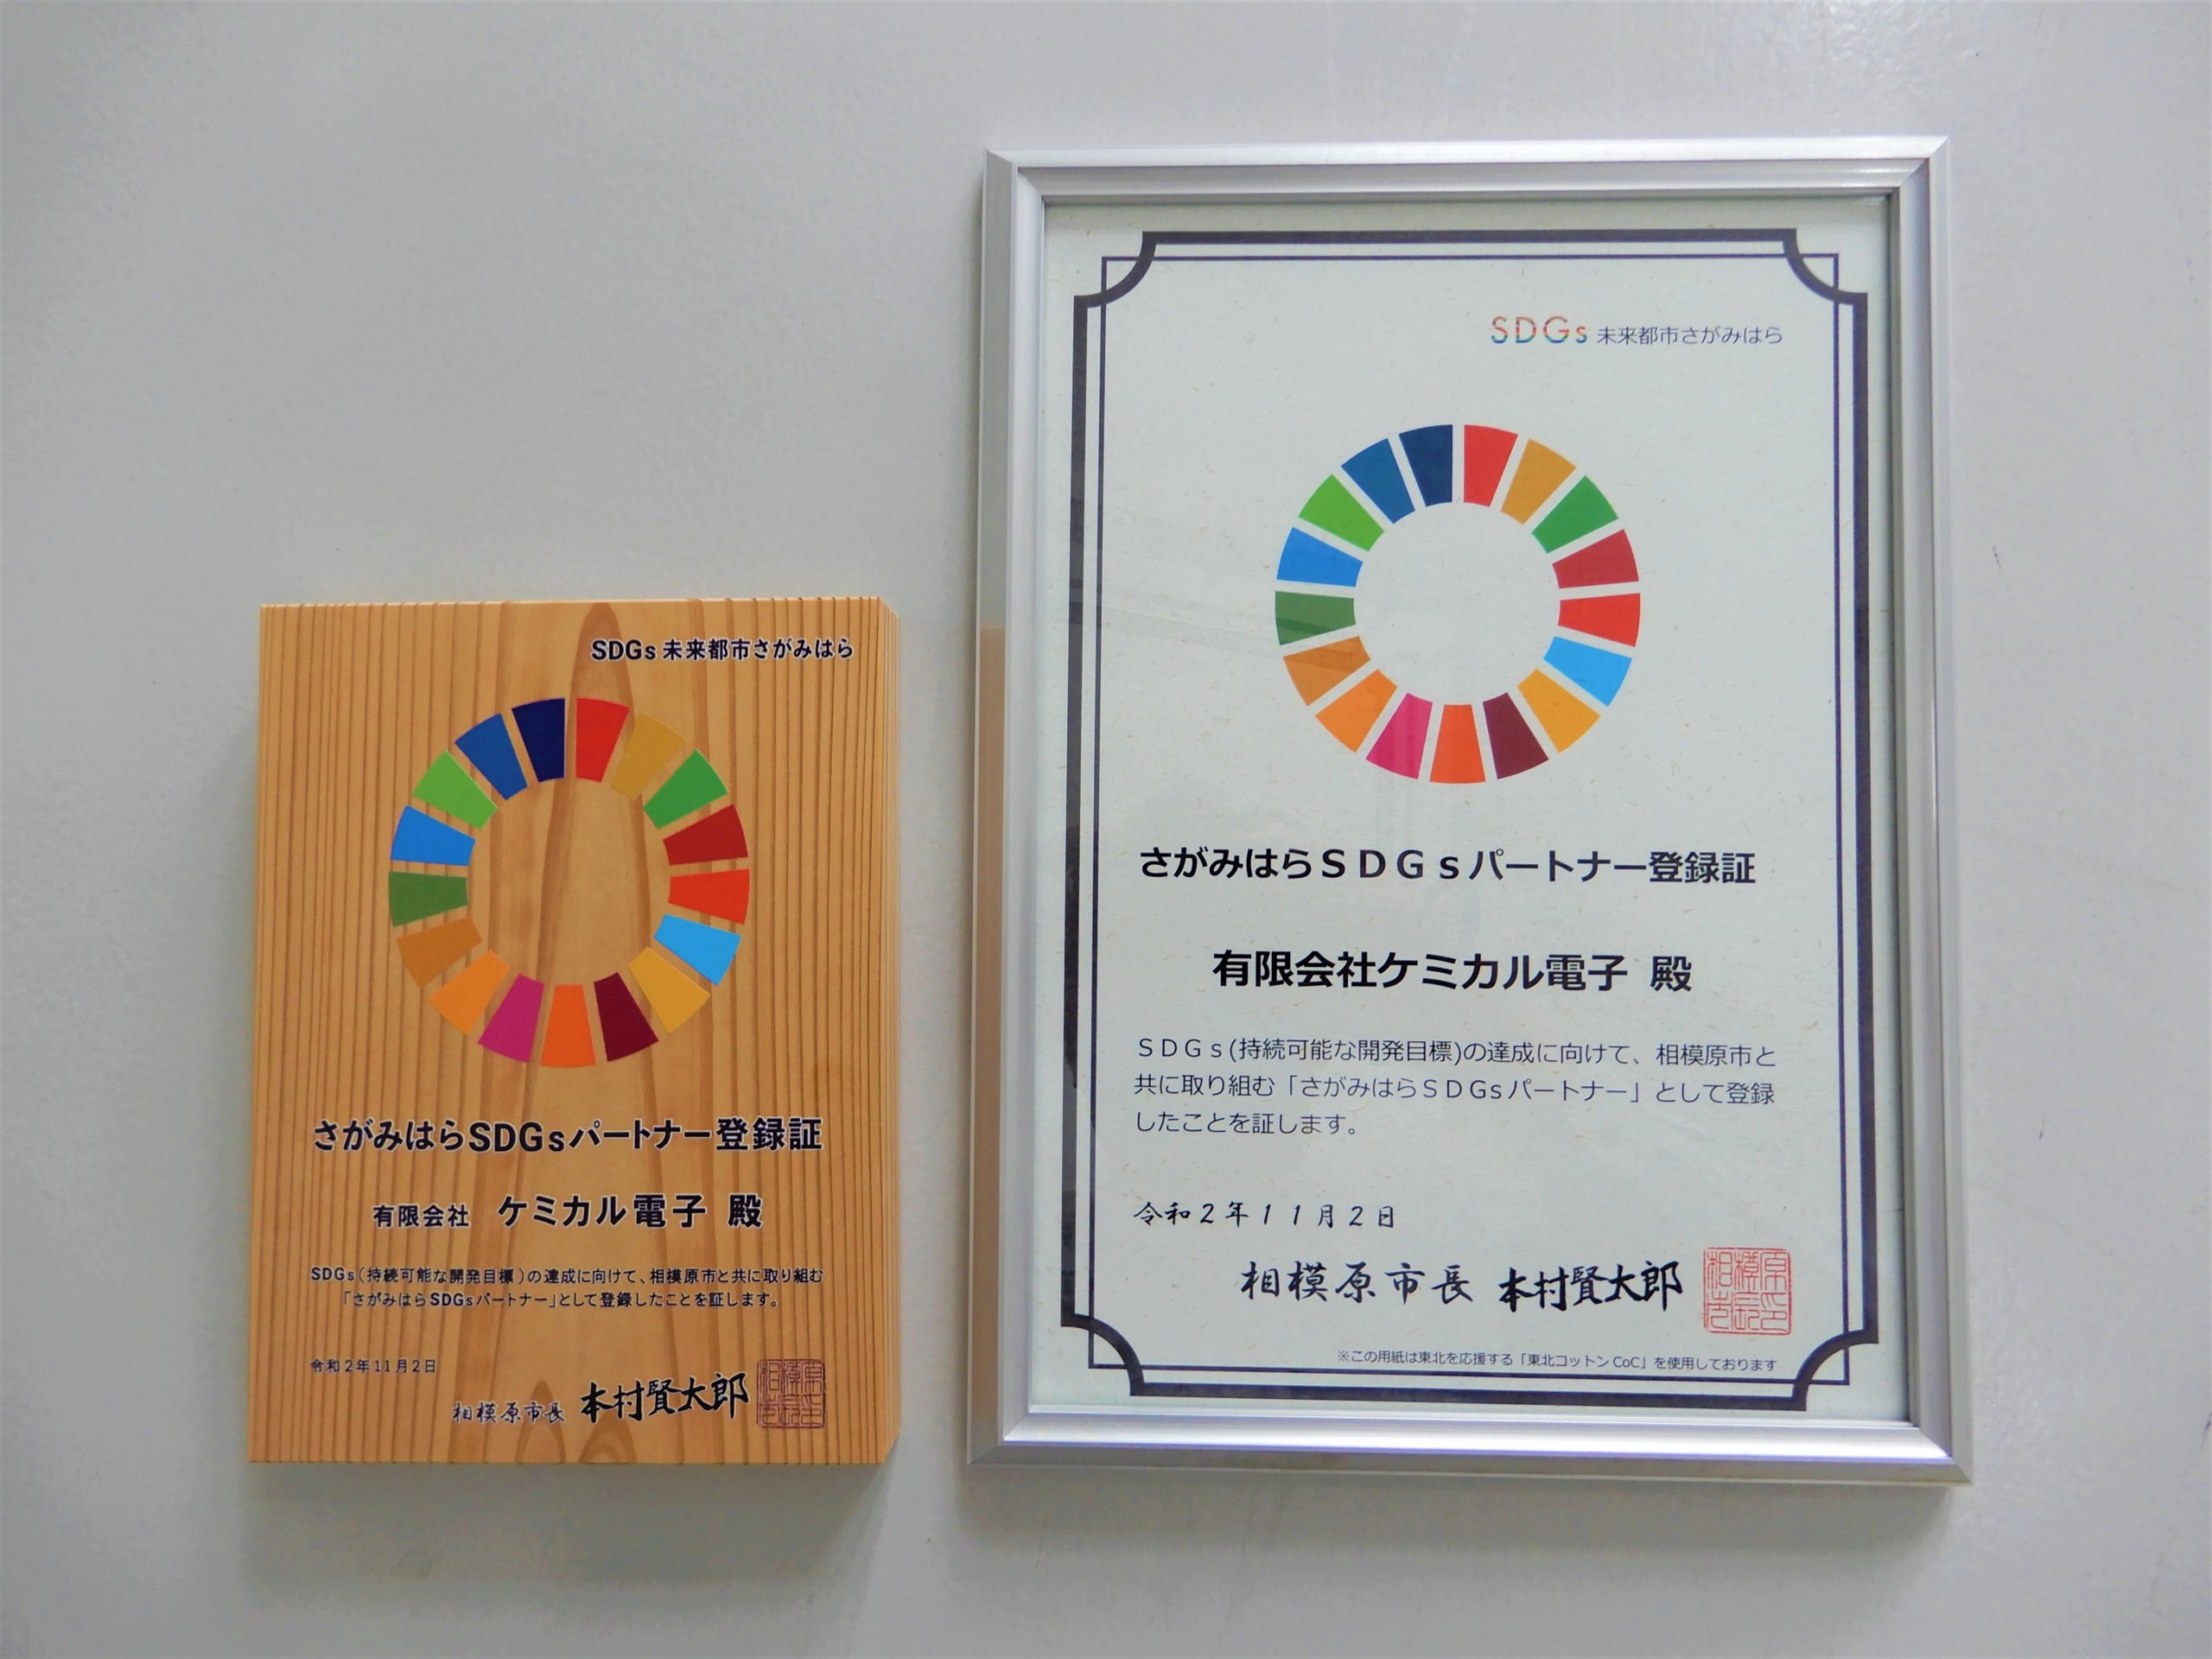 SDGs 未来都市さがみはら
さがみはらSDGsパートナー登録証
有限会社 ケミカル電子 殿
SDGs(持続可能な開発目標)の達成に向けて、相模原市と共に取り組む
「さがみはらSDGsパートナー」として登録したことを証します。
令和2年11月2日
相模原市長 本村賢太郎
SDGs 未来都市さがみはら
さがみはらSDGsパートナー登録証
有限会社ケミカル電子 殿
SDGs(持続可能な開発目標)の達成に向けて、相模原市と
共に取り組む「さがみはらSDGsパートナー」として登録
したことを証します。
令和2年11月2日
相模原市長 本村賢太郎
※この用紙は東北を応援する「東北コットンCoC」を使用しております